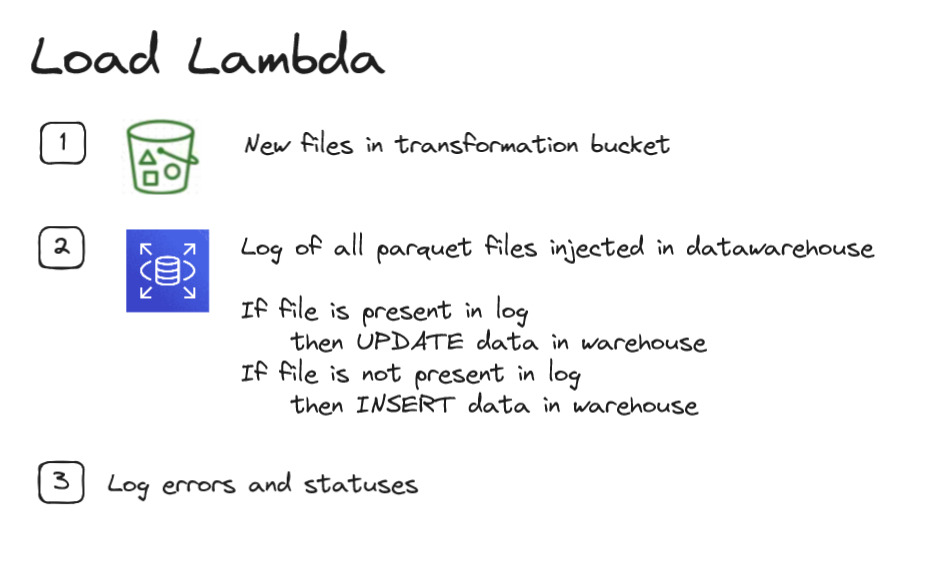 Load Lambda
1
New files in transformation bucket
2
Log of all parquet files injected in datawarehouse
If file is present in log
then UPDATE data in warehouse
If file is not present in log
then INSERT data in warehouse
3
Log errors and statuses